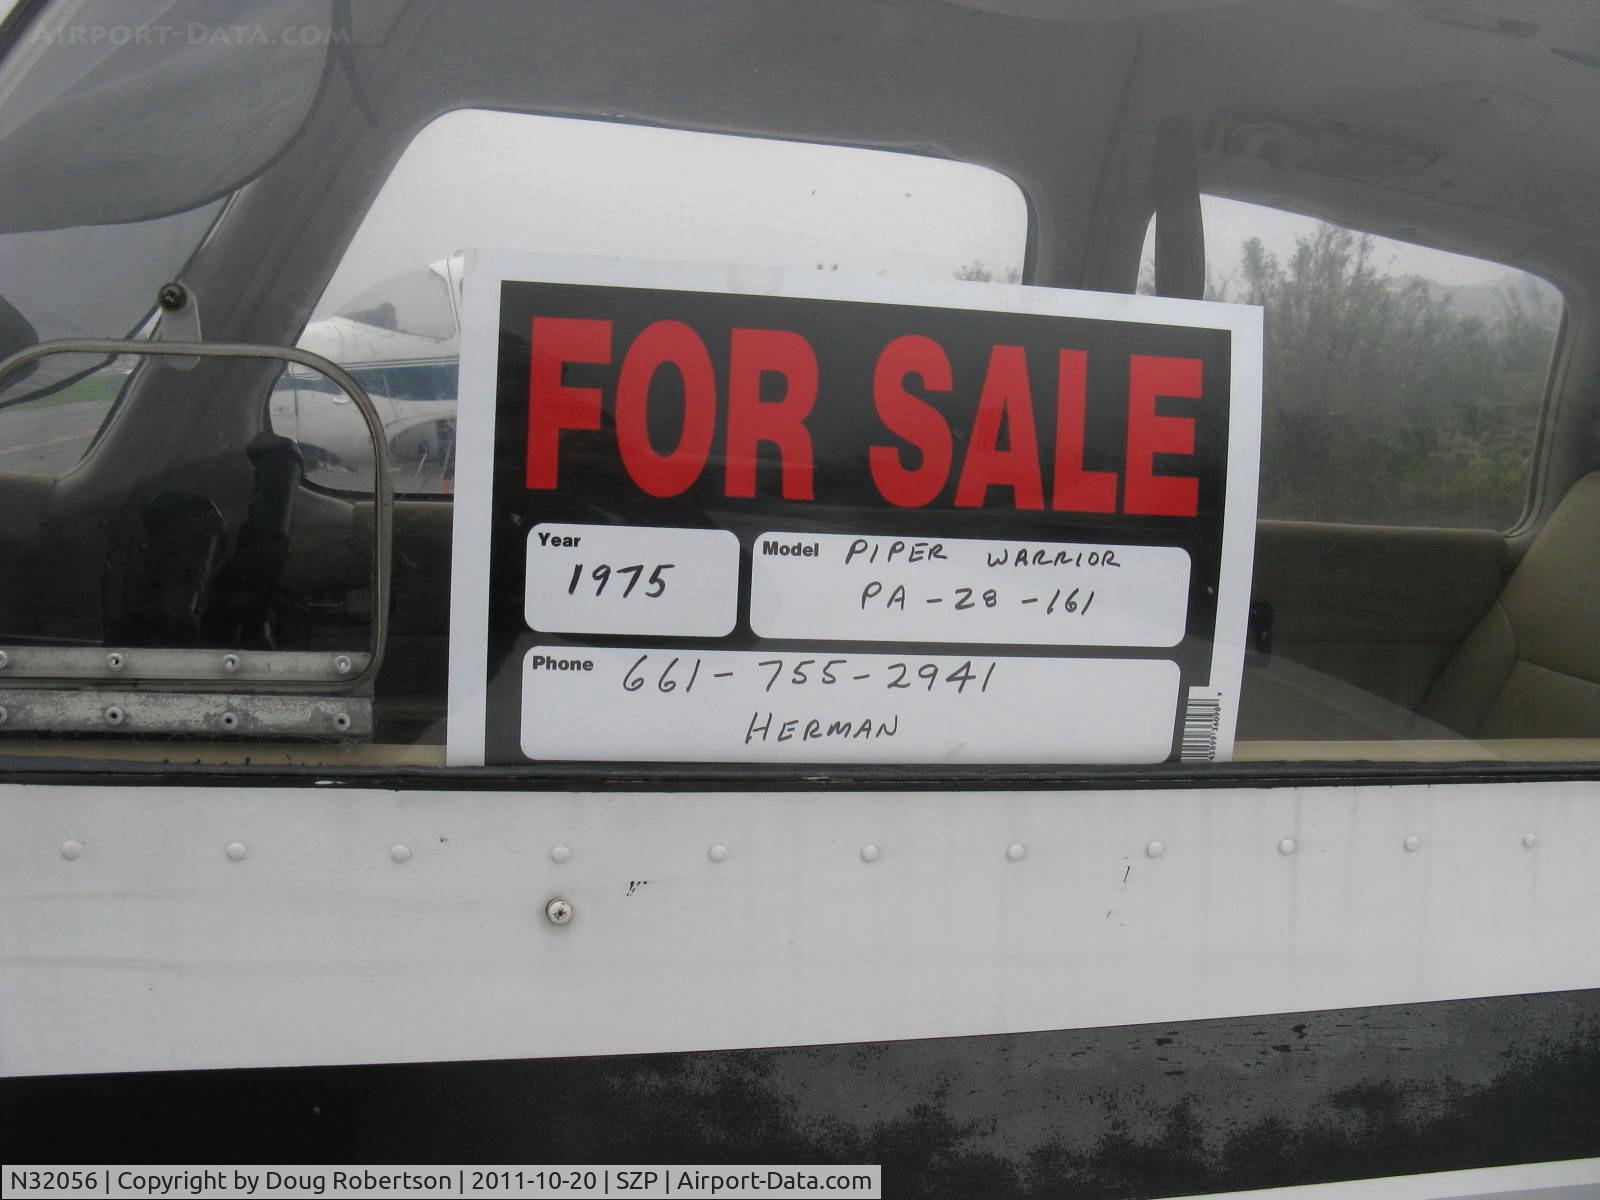 AIRPORT-DATA.COM
FOR SALE
Year
1975
Model PIPER WARRIOR
PA-28-161
Phone 661-755-2941
HERMAN
N32056 | Copyright by Doug Robertson | 2011-10-20 | SZP | Airport-Data.com